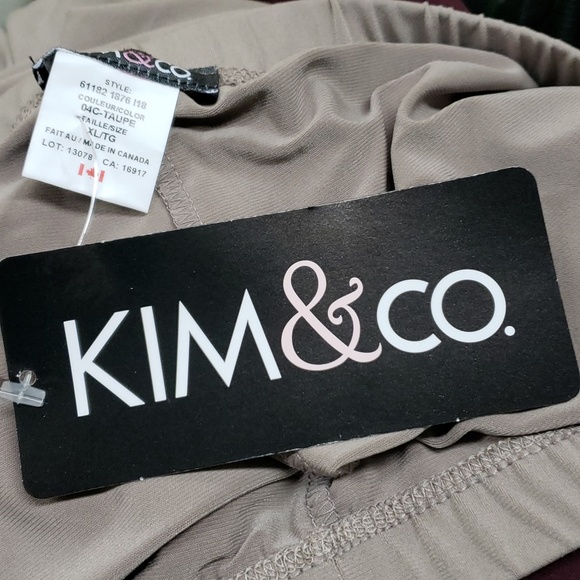 &CO.
STYLE:
61182 1876 I18
COULEUR/COLOR
04C-TAUPE
TAILLE/SIZE
XL/TG
FAIT AU / MADE IN CANADA
LOT: 13078 CA: 16917
KIM&CO.